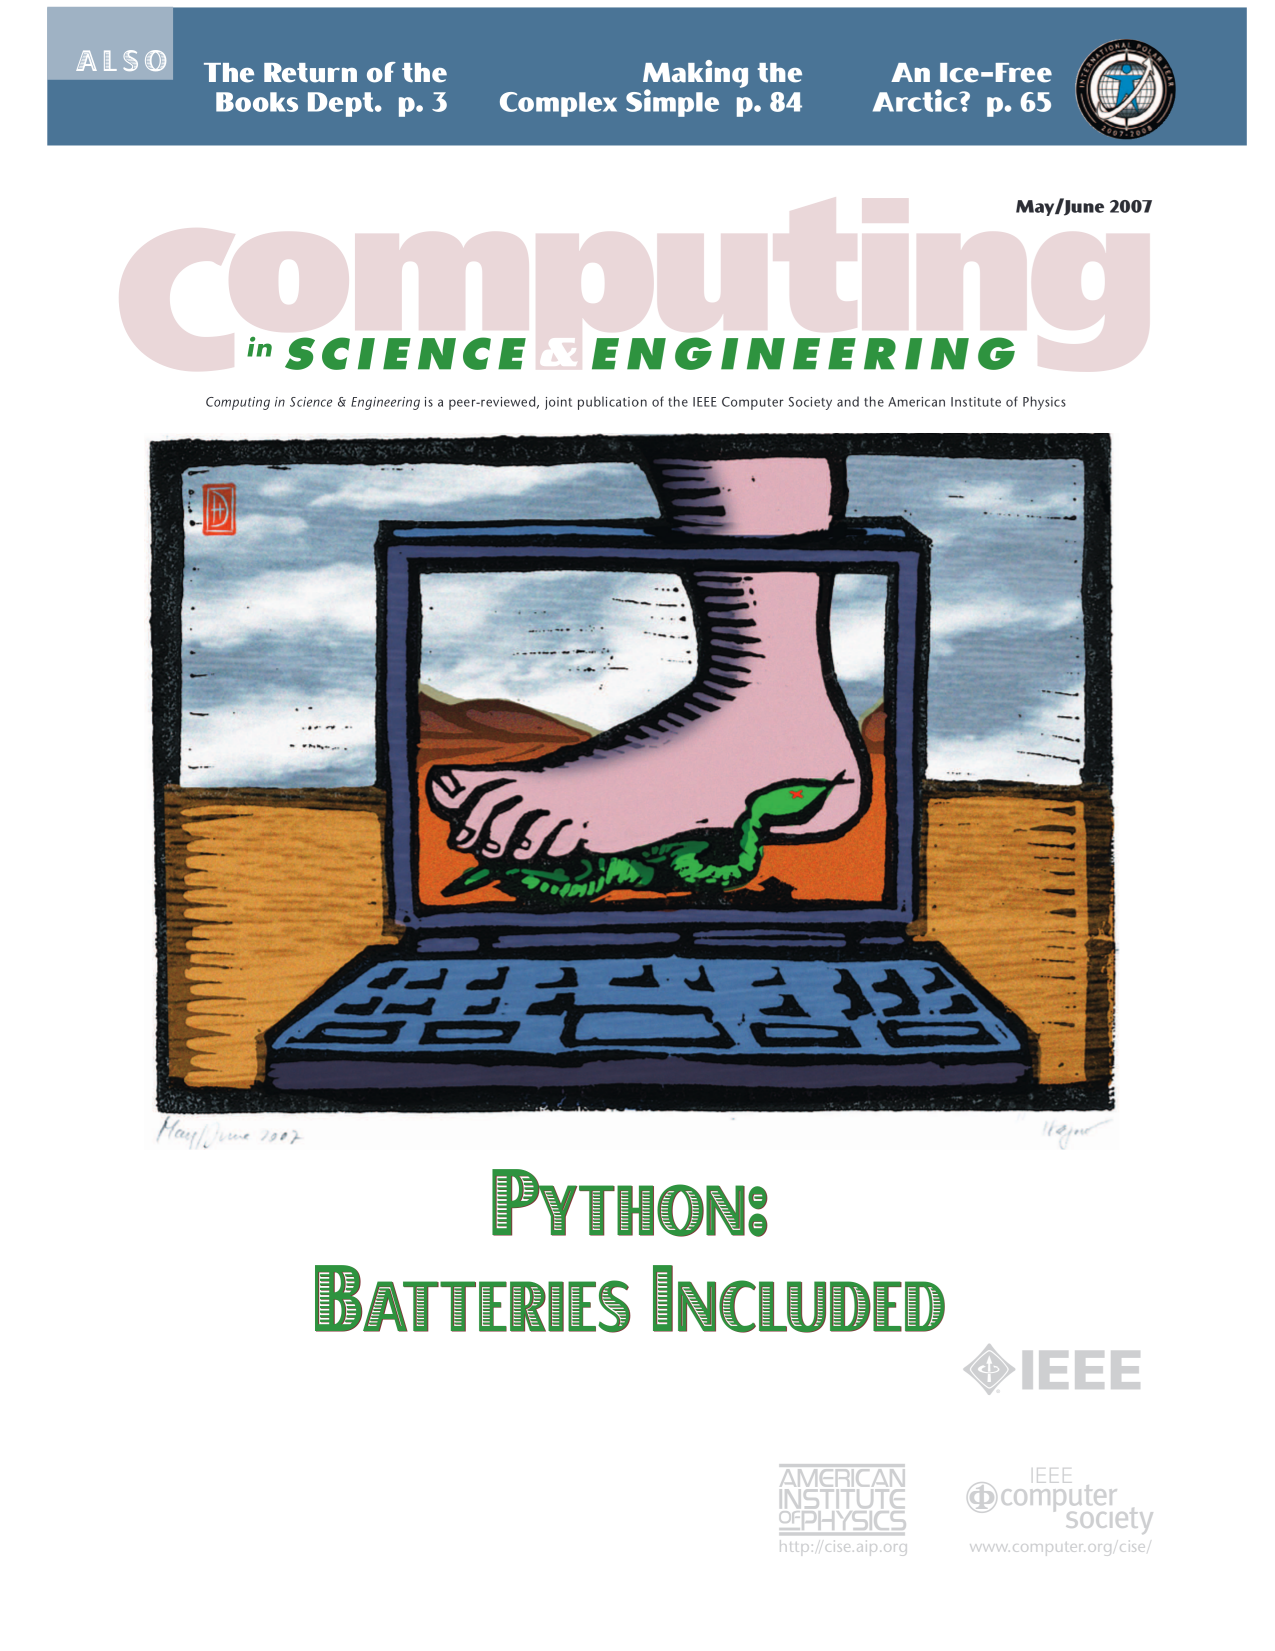 ALSO
The Return of the
Books Dept. p. 3
Making the
Complex Simple p. 84
An Ice-Free
Arctic? p. 65
INTERNATIONAL POLAR YEAR
2007-2008
May/June 2007
Computing
in SCIENCE & ENGINEERING
Computing in Science & Engineering is a peer-reviewed, joint publication of the IEEE Computer Society and the American Institute of Physics
May/June 2007
PYTHON:
BATTERIES INCLUDED
IEEE
AMERICAN
INSTITUTE
OF PHYSICS
http://cise.aip.org
IEEE
computer
society
www.computer.org/cise/